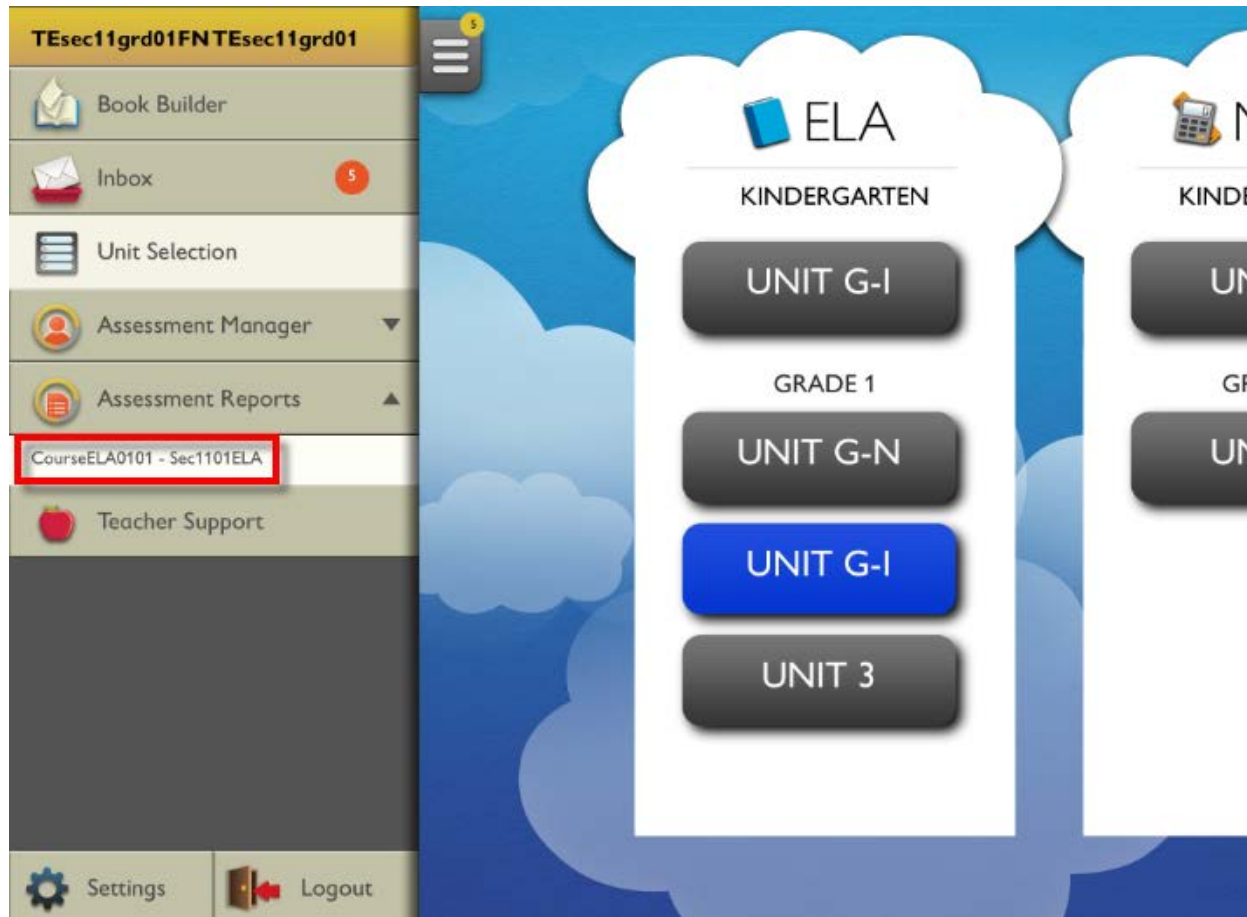 TEsec11grd01FN TEsec11grd01
5
Book Builder
Inbox
5
Unit Selection
Assessment Manager
Assessment Reports
CourseELA0101 - Sec1101ELA
Teacher Support
Settings
Logout
ELA
KINDERGARTEN
UNIT G-I
GRADE 1
UNIT G-N
UNIT G-I
UNIT 3